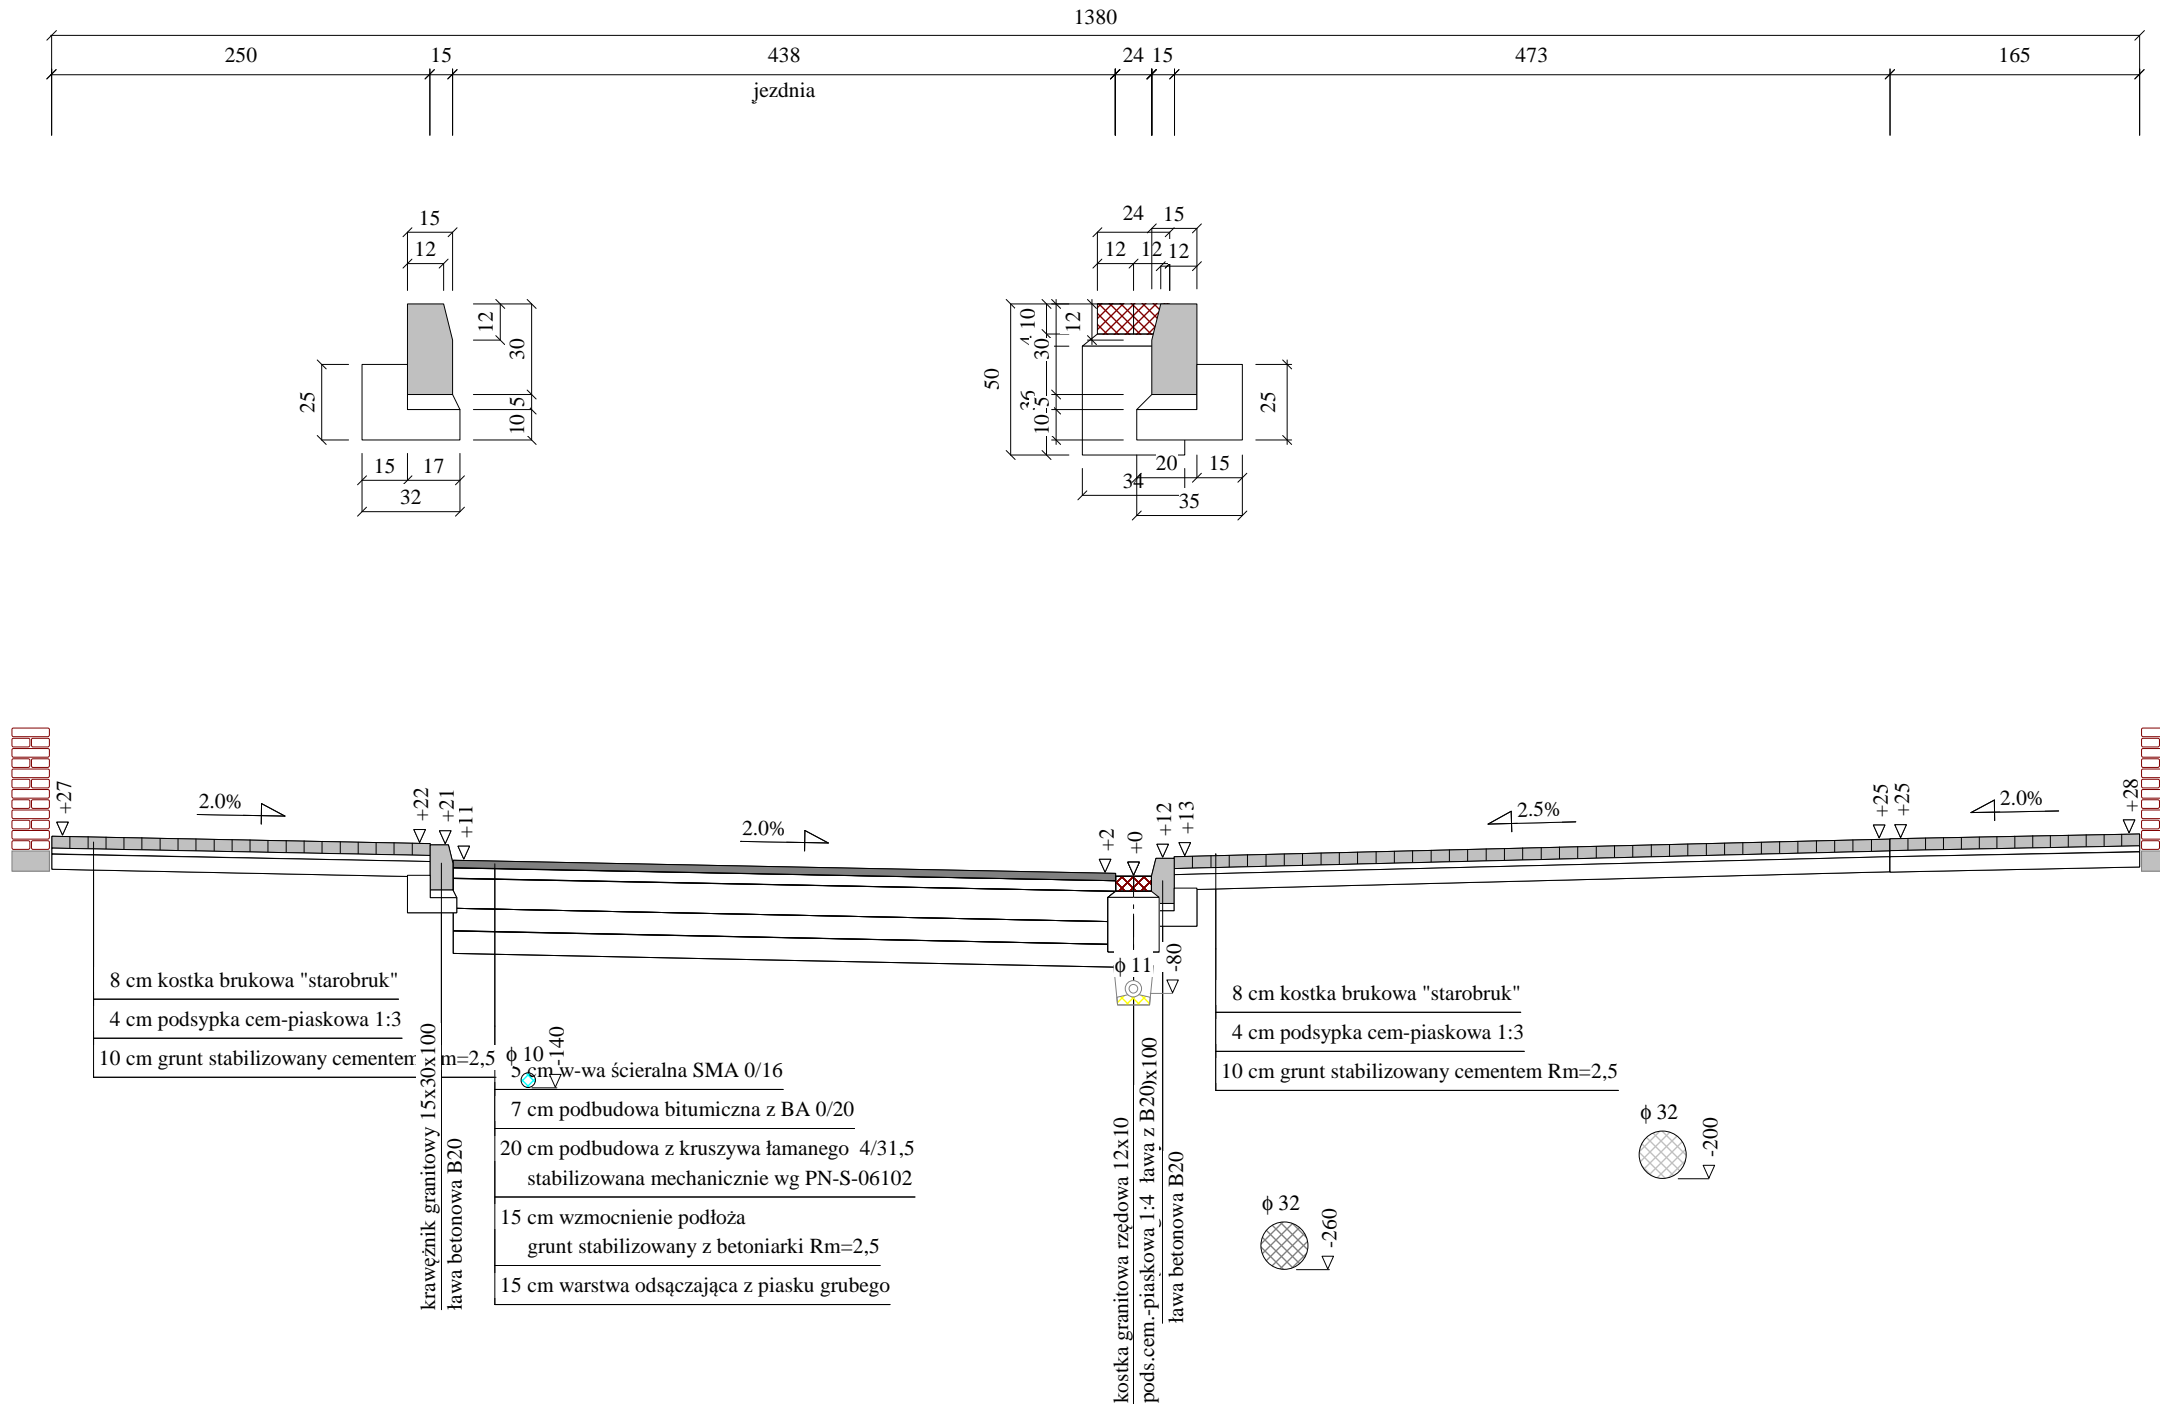 1380
250 15 438 24 15 473 165
jezdnia
15
12
12
30
5
10
25
15 17
32
24 15
12 12 12
10
12
4
30
50
36
5
10
25
20 15
34
35
+27
2.0%
+22
+21
+11
2.0%
+2
+0
+12
+13
2.5%
+25
+25
2.0%
+28
8 cm kostka brukowa "starobruk"
4 cm podsypka cem-piaskowa 1:3
10 cm grunt stabilizowany cementem Rm=2,5
krawężnik granitowy 15x30x100
ława betonowa B20
ϕ 10
-140
5 cm w-wa ścieralna SMA 0/16
7 cm podbudowa bitumiczna z BA 0/20
20 cm podbudowa z kruszywa łamanego 4/31,5
stabilizowana mechanicznie wg PN-S-06102
15 cm wzmocnienie podłoża
grunt stabilizowany z betoniarki Rm=2,5
15 cm warstwa odsączająca z piasku grubego
ϕ 11
-80
kostka granitowa rzędowa 12x10
pods.cem.-piaskowa 1:4 ława z B20
x100
ława betonowa B20
8 cm kostka brukowa "starobruk"
4 cm podsypka cem-piaskowa 1:3
10 cm grunt stabilizowany cementem Rm=2,5
ϕ 32
-200
ϕ 32
-260